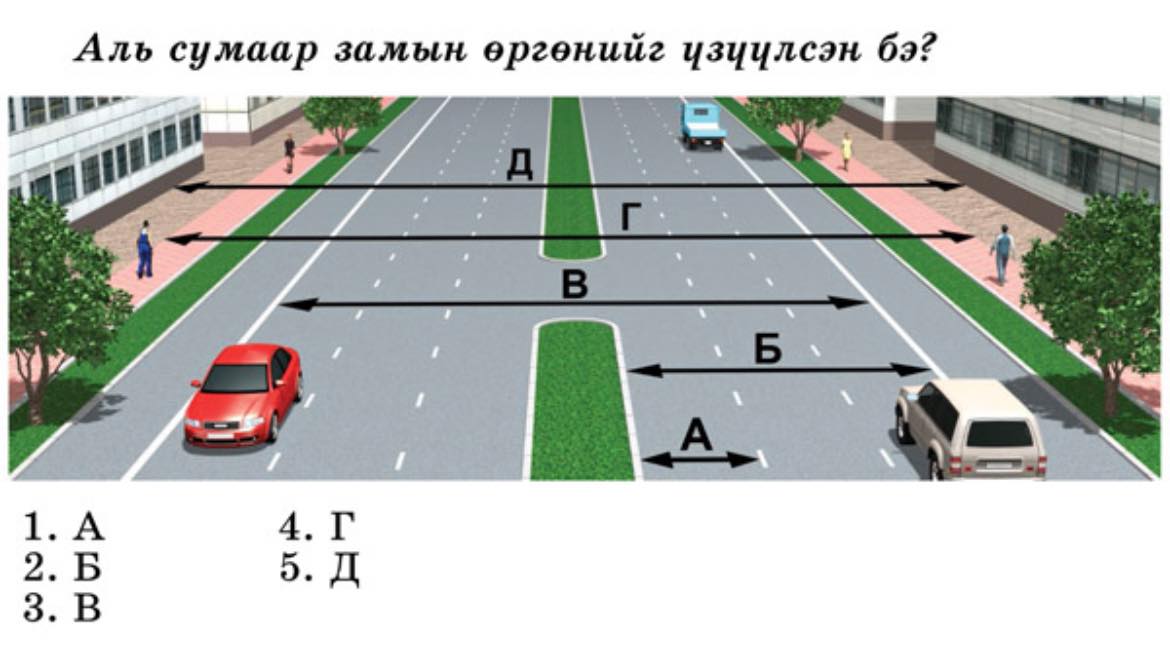 Аль сумаар замын өргөнийг үзүүлсэн бэ?
Д
Г
В
Б
А
1. А
2. Б
3. В
4. Г
5. Д